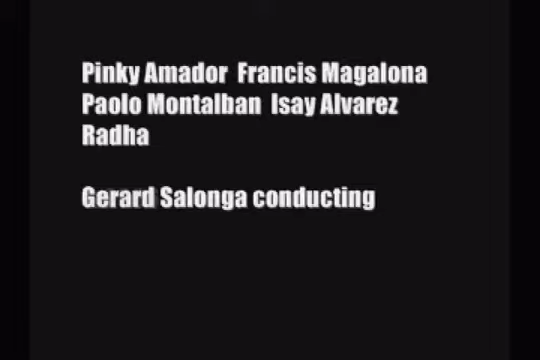 Pinky Amador Francis Magalona
Paolo Montalban Isay Alvarez
Radha
Gerard Salonga conducting